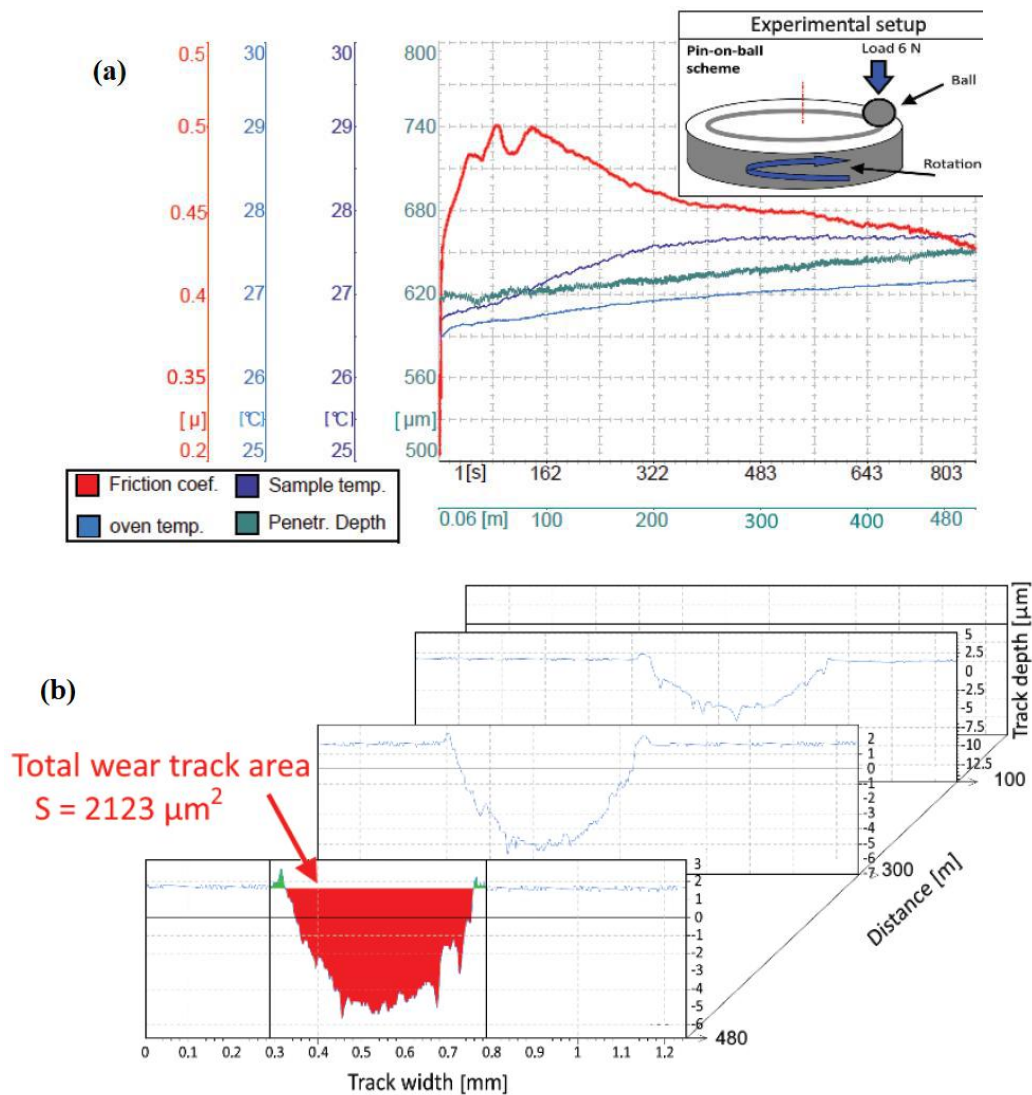 (a)
0.5 30 30 800
0.5 29 29 740
0.45 28 28 680
0.4 27 27 620
0.35 26 26 560
[ μ] [°C] [°C] [ μm]
0.2 25 25 500
Experimental setup
Pin-on-ball
scheme
Load 6 N
Ball
Rotation
1[s] 162 322 483 643 803
0.06 [m] 100 200 300 400 480
Friction coef. Sample temp.
oven temp. Penetr. Depth
(b)
Total wear track area
S = 2123 μm²
5
2.5
0
-2.5
-5
-7.5
-10
-12.5
Track depth [μm]
100
2
1
0
-1
-2
-3
-4
-5
-6
-7
300
Distance [m]
3
2
1
0
-1
-2
-3
-4
-5
-6
480
0 0.1 0.2 0.3 0.4 0.5 0.6 0.7 0.8 0.9 1 1.1 1.2
Track width [mm]